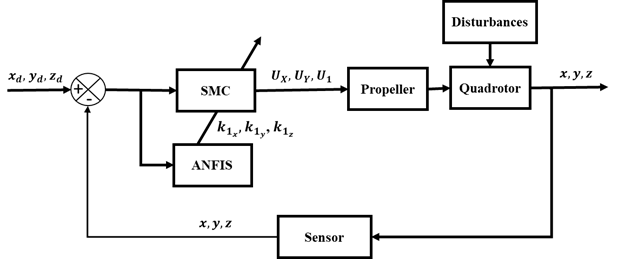 Disturbances
x_d, y_d, z_d
+
-
SMC
U_X, U_Y, U_1
Propeller
Quadrotor
x, y, z
k_{1_x}, k_{1_y}, k_{1_z}
ANFIS
x, y, z
Sensor